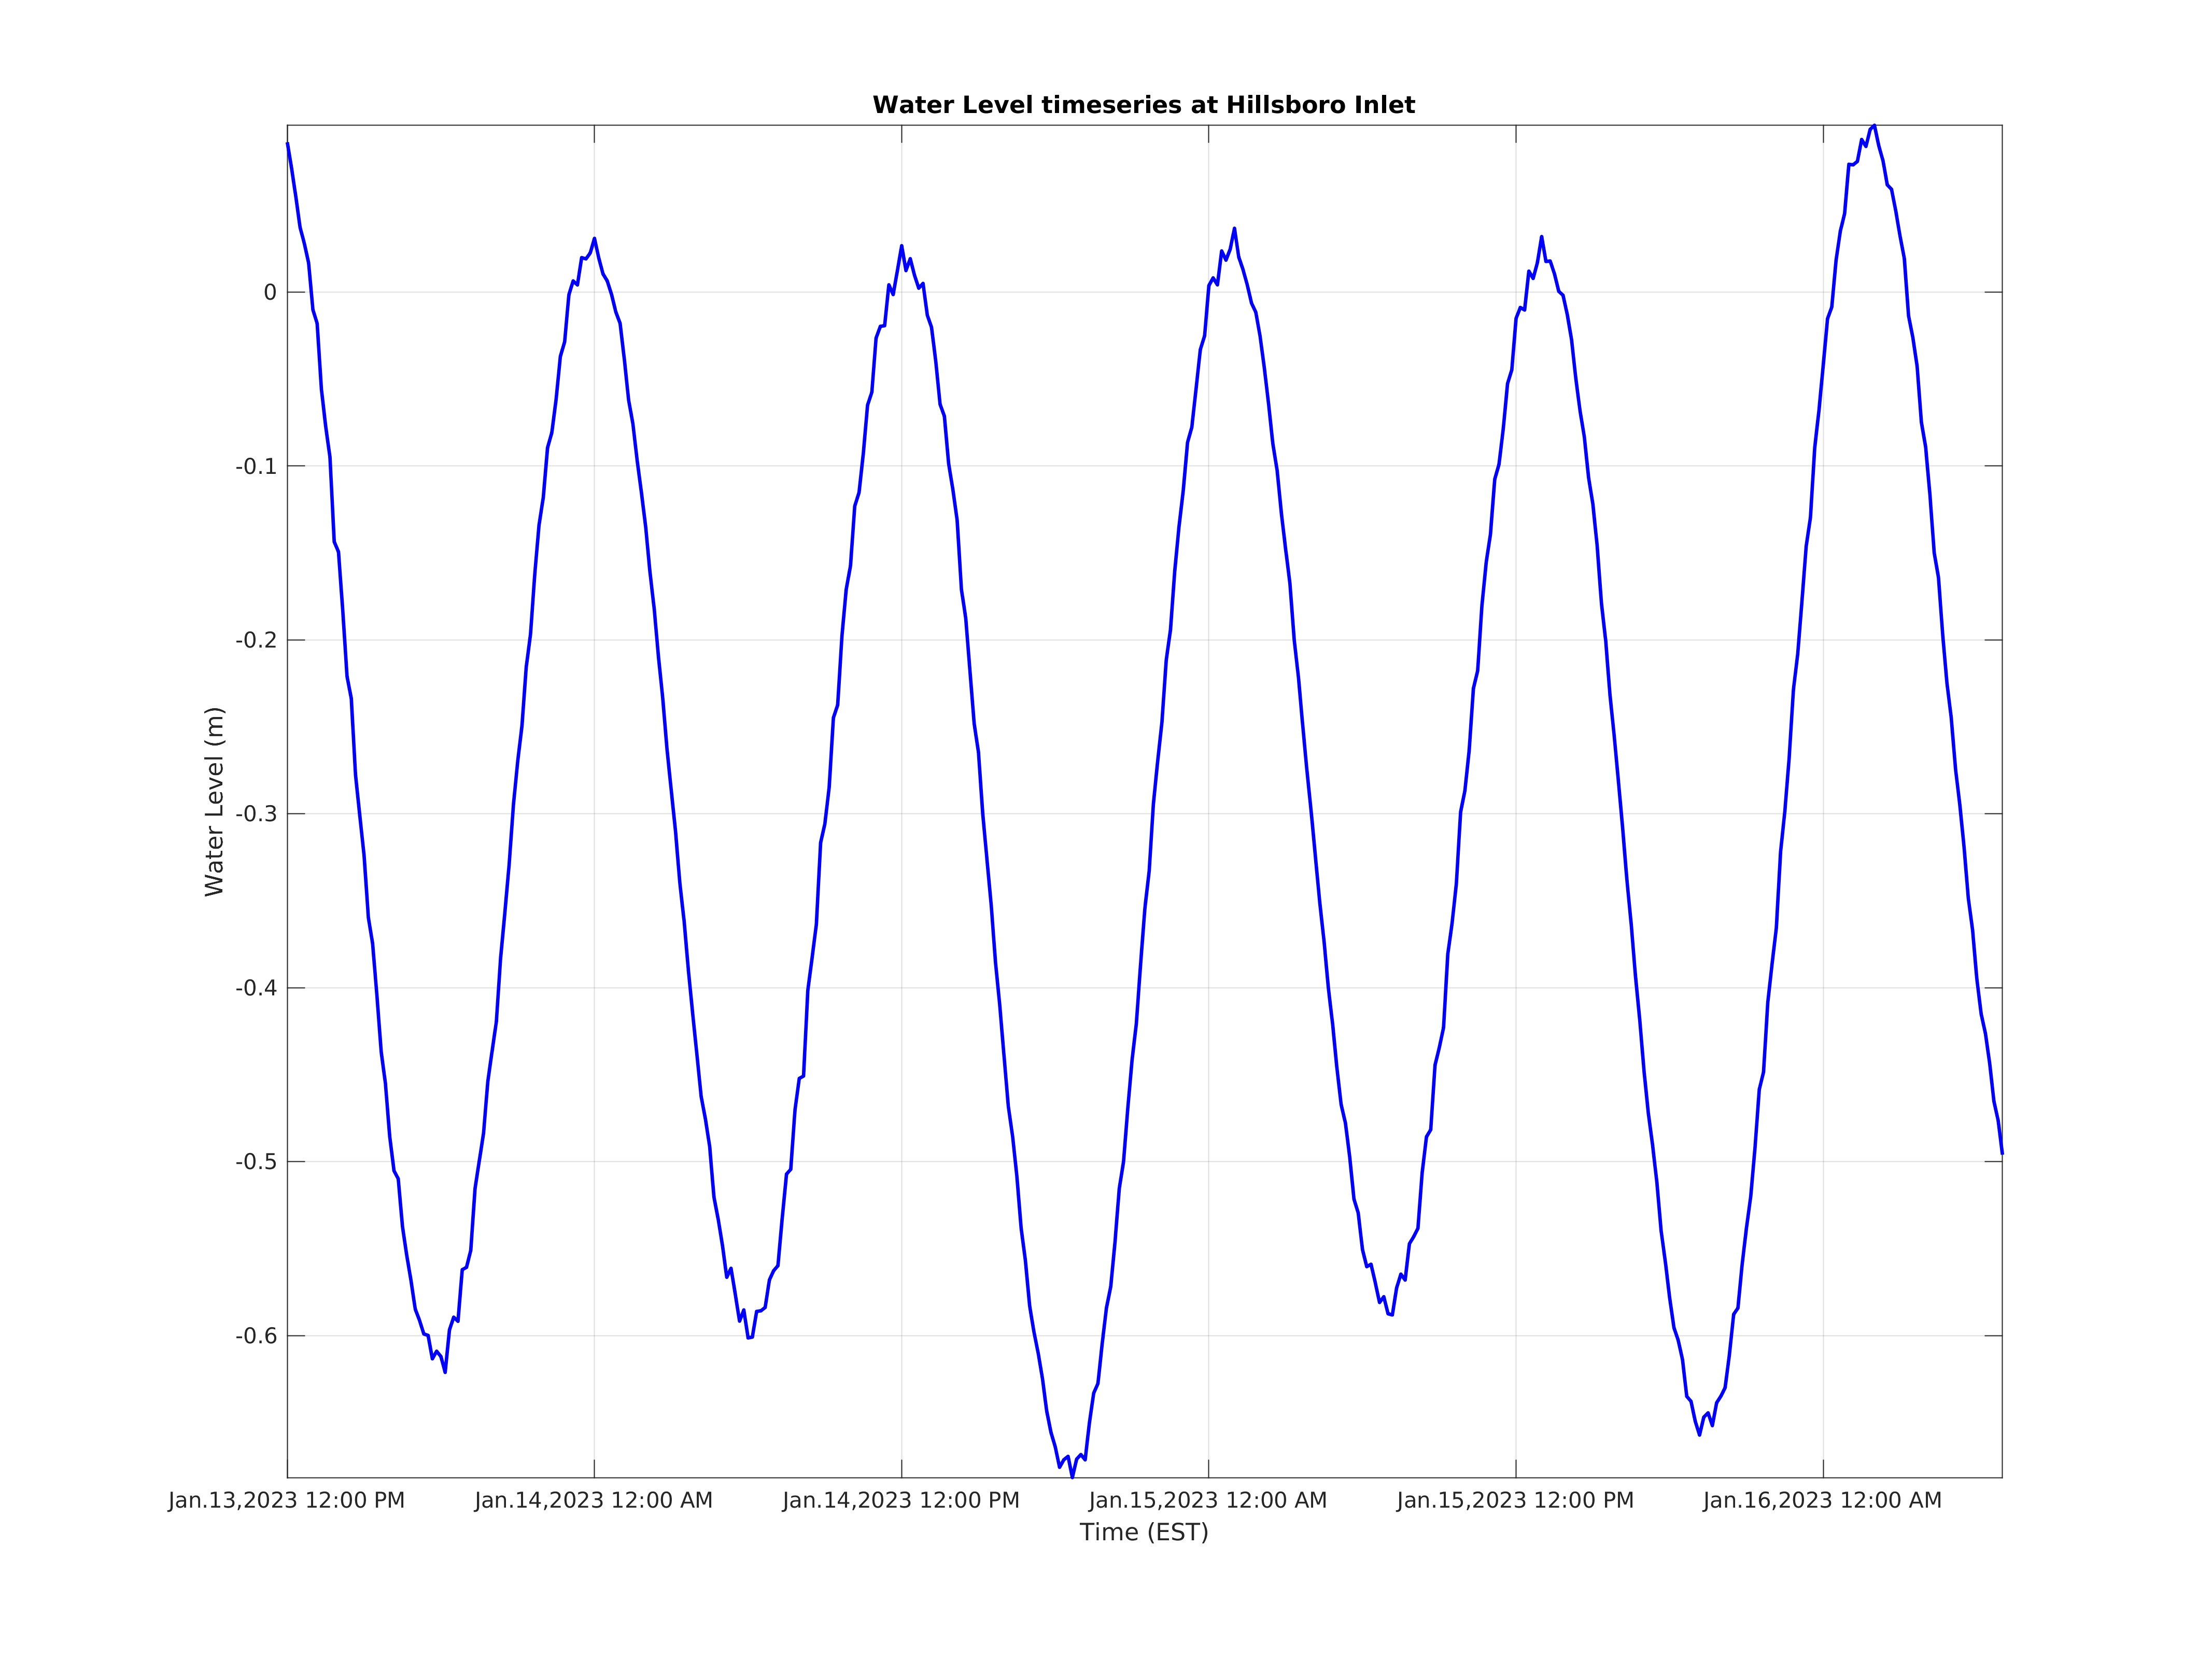 Water Level timeseries at Hillsboro Inlet
0
-0.1
-0.2
-0.3
-0.4
-0.5
-0.6
Water Level (m)
Jan.13,2023 12:00 PM Jan.14,2023 12:00 AM Jan.14,2023 12:00 PM Jan.15,2023 12:00 AM Jan.15,2023 12:00 PM Jan.16,2023 12:00 AM
Time (EST)